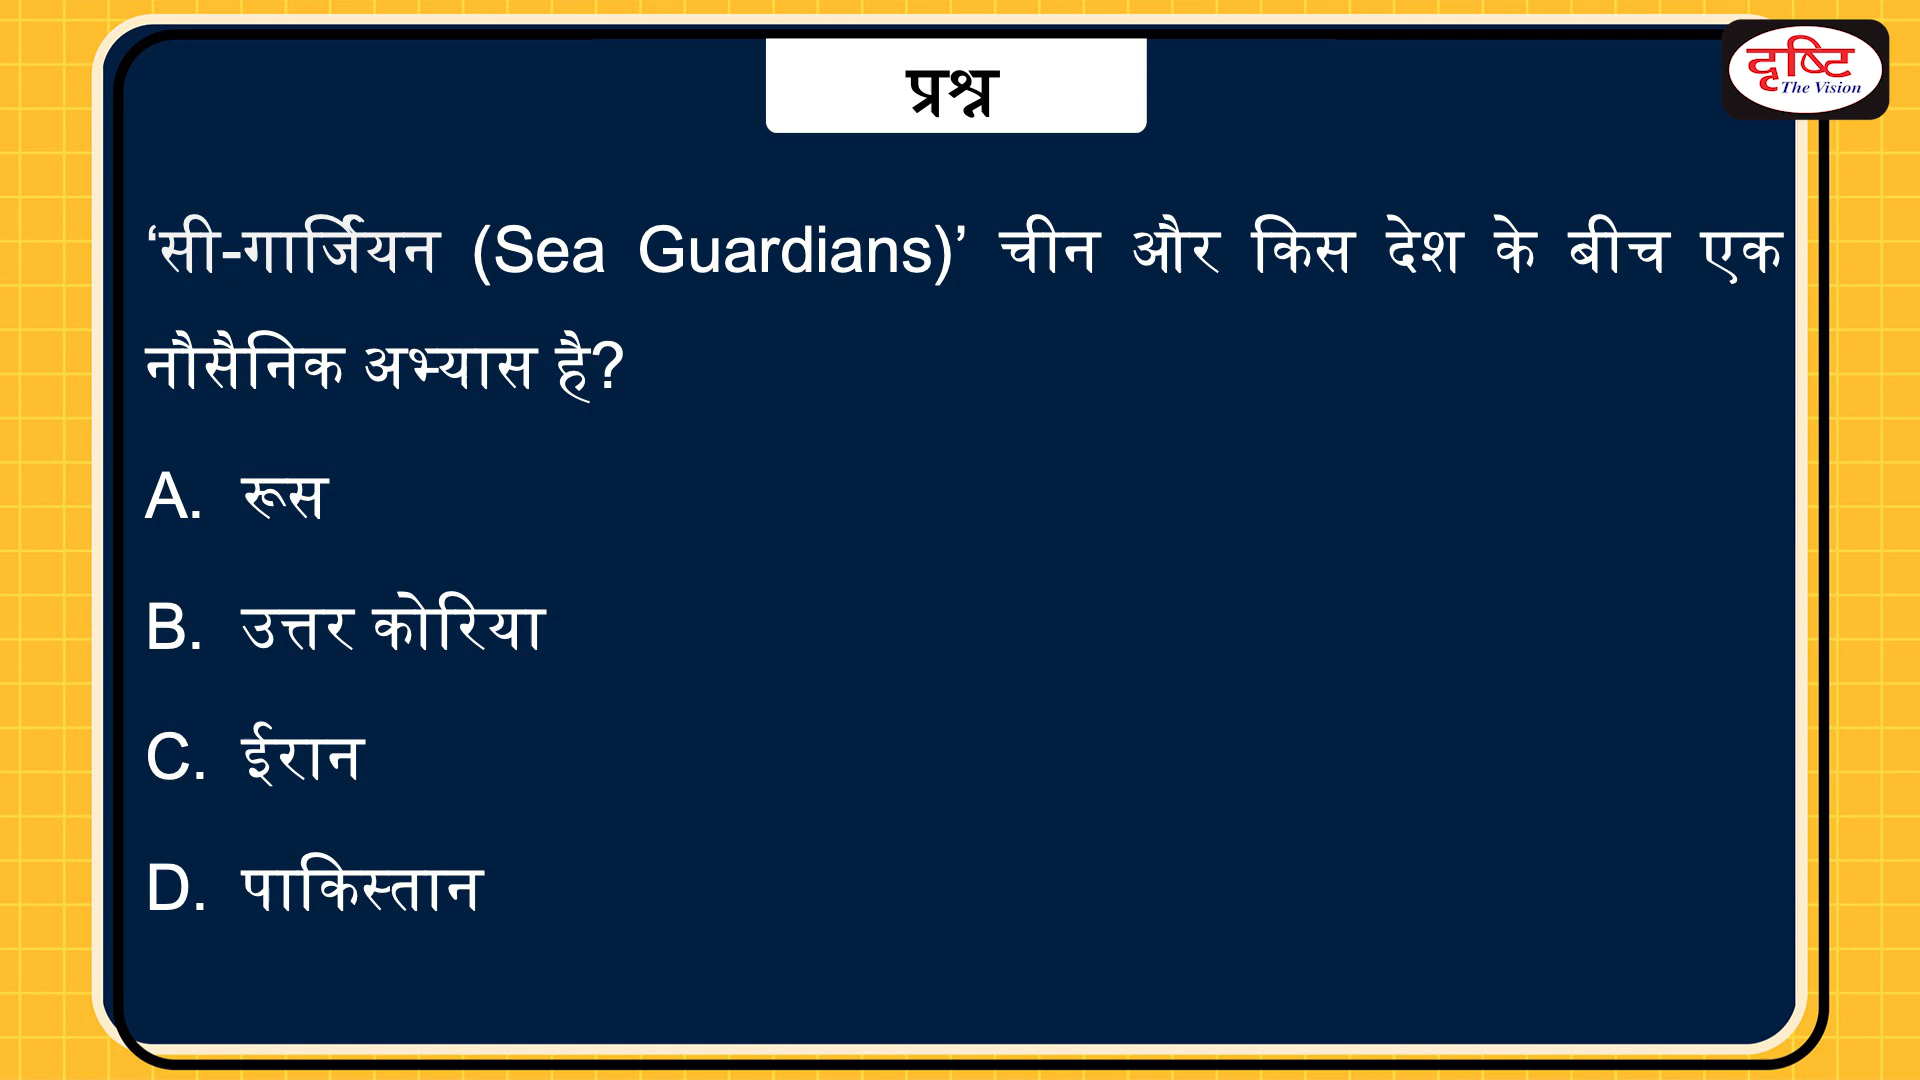 प्रश्न
दृष्टि
The Vision
‘सी-गार्जियन (Sea Guardians)’ चीन और किस देश के बीच एक
नौसैनिक अभ्यास है?
A. रूस
B. उत्तर कोरिया
C. ईरान
D. पाकिस्तान